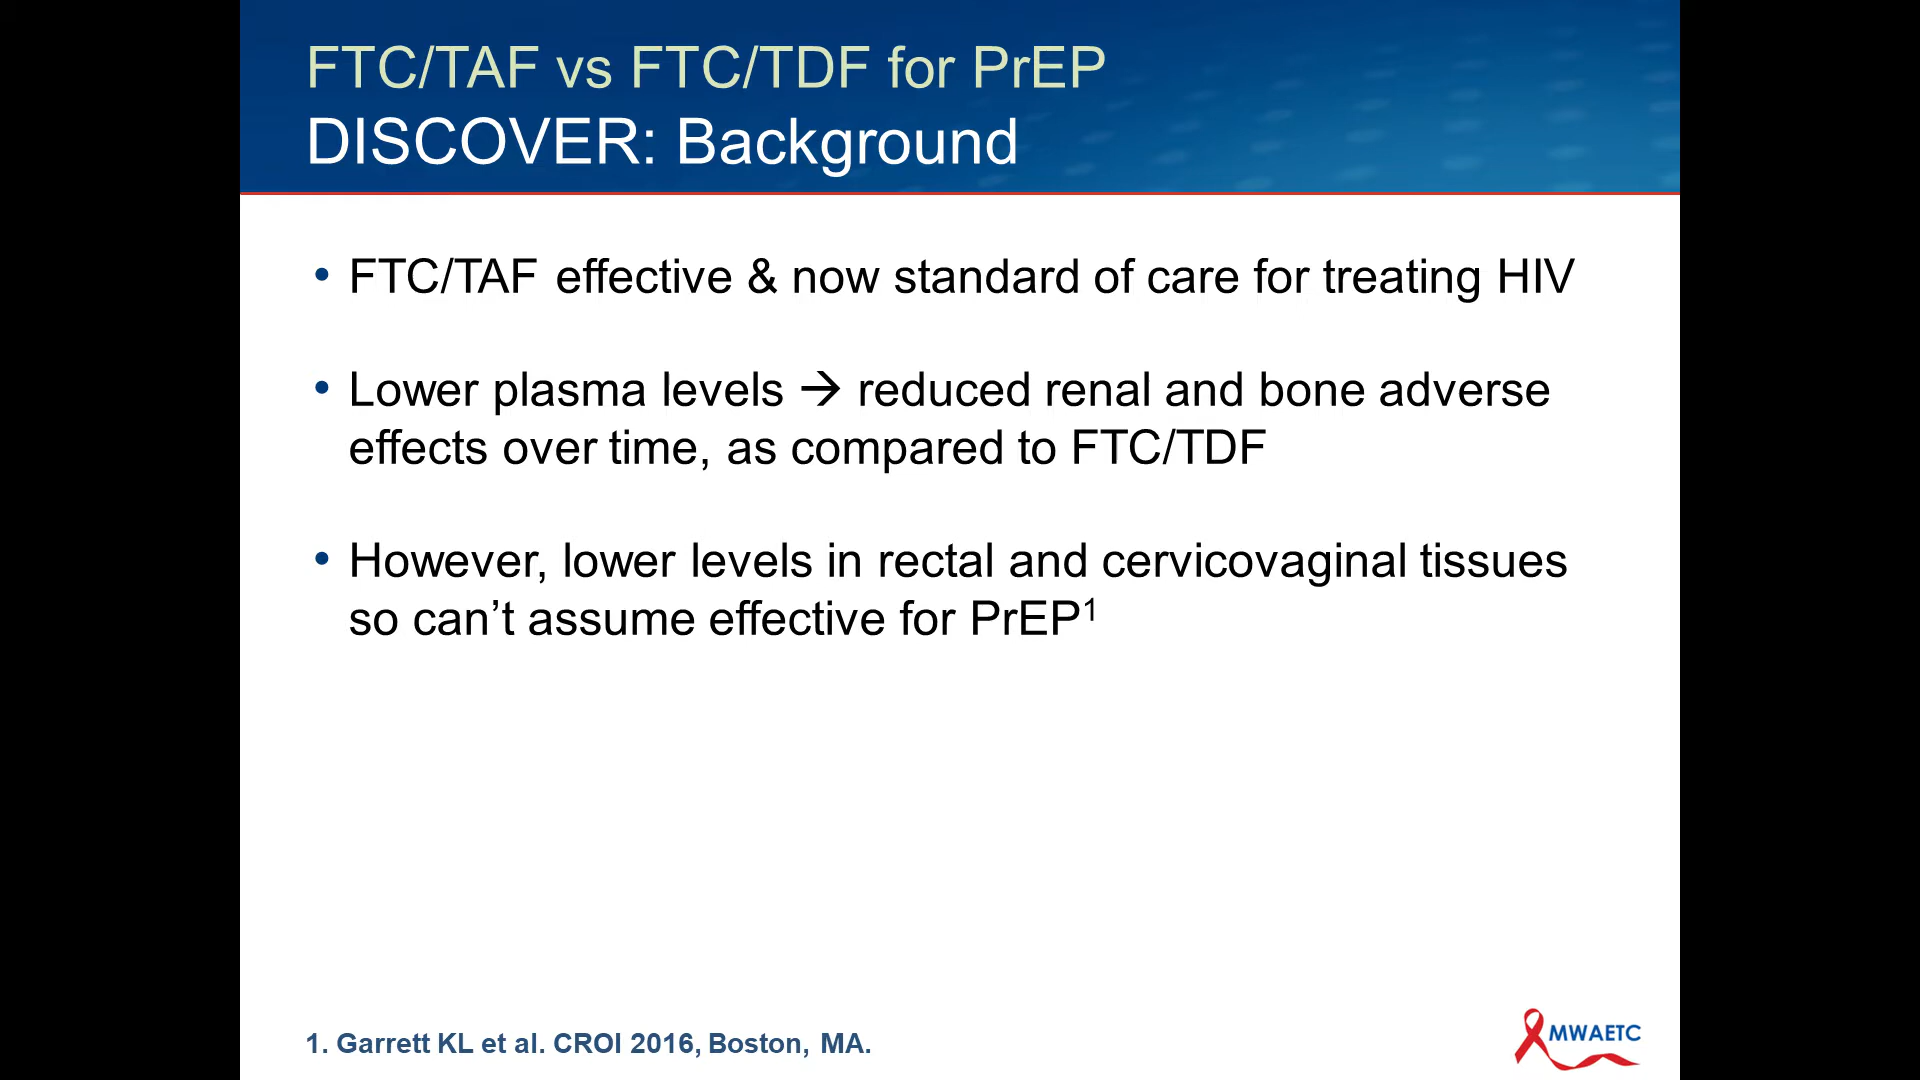 FTC/TAF vs FTC/TDF for PrEP
DISCOVER: Background
• FTC/TAF effective & now standard of care for treating HIV
• Lower plasma levels → reduced renal and bone adverse
effects over time, as compared to FTC/TDF
• However, lower levels in rectal and cervicovaginal tissues
so can’t assume effective for PrEP¹
1. Garrett KL et al. CROI 2016, Boston, MA.
MWAETC